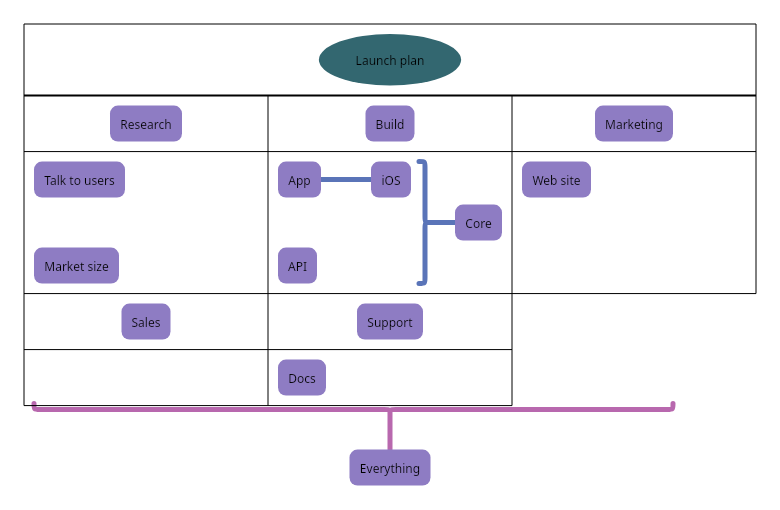 Launch plan
Research
Build
Marketing
Talk to users
App
iOS
Web site
Core
Market size
API
Sales
Support
Docs
Everything